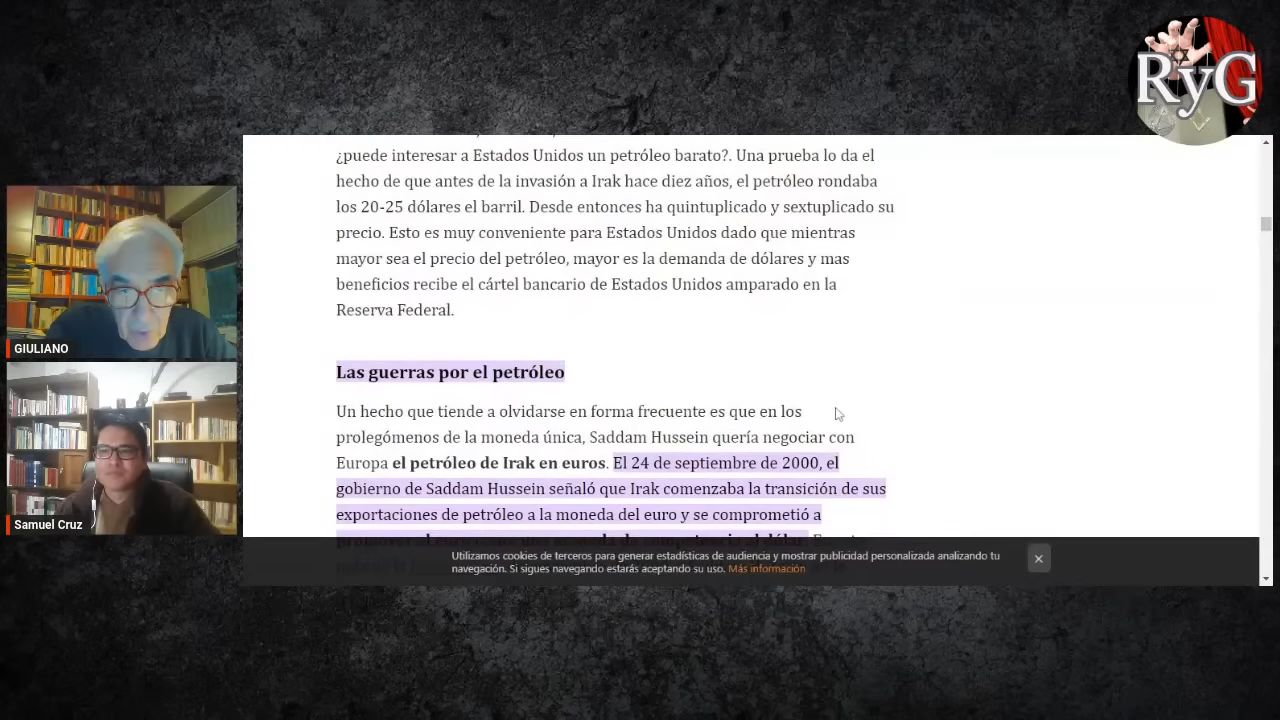 RyG
¿puede interesar a Estados Unidos un petróleo barato?. Una prueba lo da el
hecho de que antes de la invasión a Irak hace diez años, el petróleo rondaba
los 20-25 dólares el barril. Desde entonces ha quintuplicado y sextuplicado su
precio. Esto es muy conveniente para Estados Unidos dado que mientras
mayor sea el precio del petróleo, mayor es la demanda de dólares y mas
beneficios recibe el cártel bancario de Estados Unidos amparado en la
Reserva Federal.
Las guerras por el petróleo
Un hecho que tiende a olvidarse en forma frecuente es que en los
prolegómenos de la moneda única, Saddam Hussein quería negociar con
Europa el petróleo de Irak en euros. El 24 de septiembre de 2000, el
gobierno de Saddam Hussein señaló que Irak comenzaba la transición de sus
exportaciones de petróleo a la moneda del euro y se comprometió a
Utilizamos cookies de terceros para generar estadísticas de audiencia y mostrar publicidad personalizada analizando tu
navegación. Si sigues navegando estarás aceptando su uso. Más información
GIULIANO
Samuel Cruz